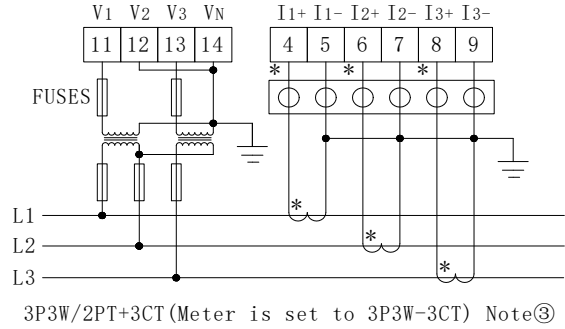 V1 V2 V3 VN I1+ I1- I2+ I2- I3+ I3-
11 12 13 14 4 5 6 7 8 9
* * *
FUSES
*
L1
*
L2
*
L3
3P3W/2PT+3CT(Meter is set to 3P3W-3CT) Note③